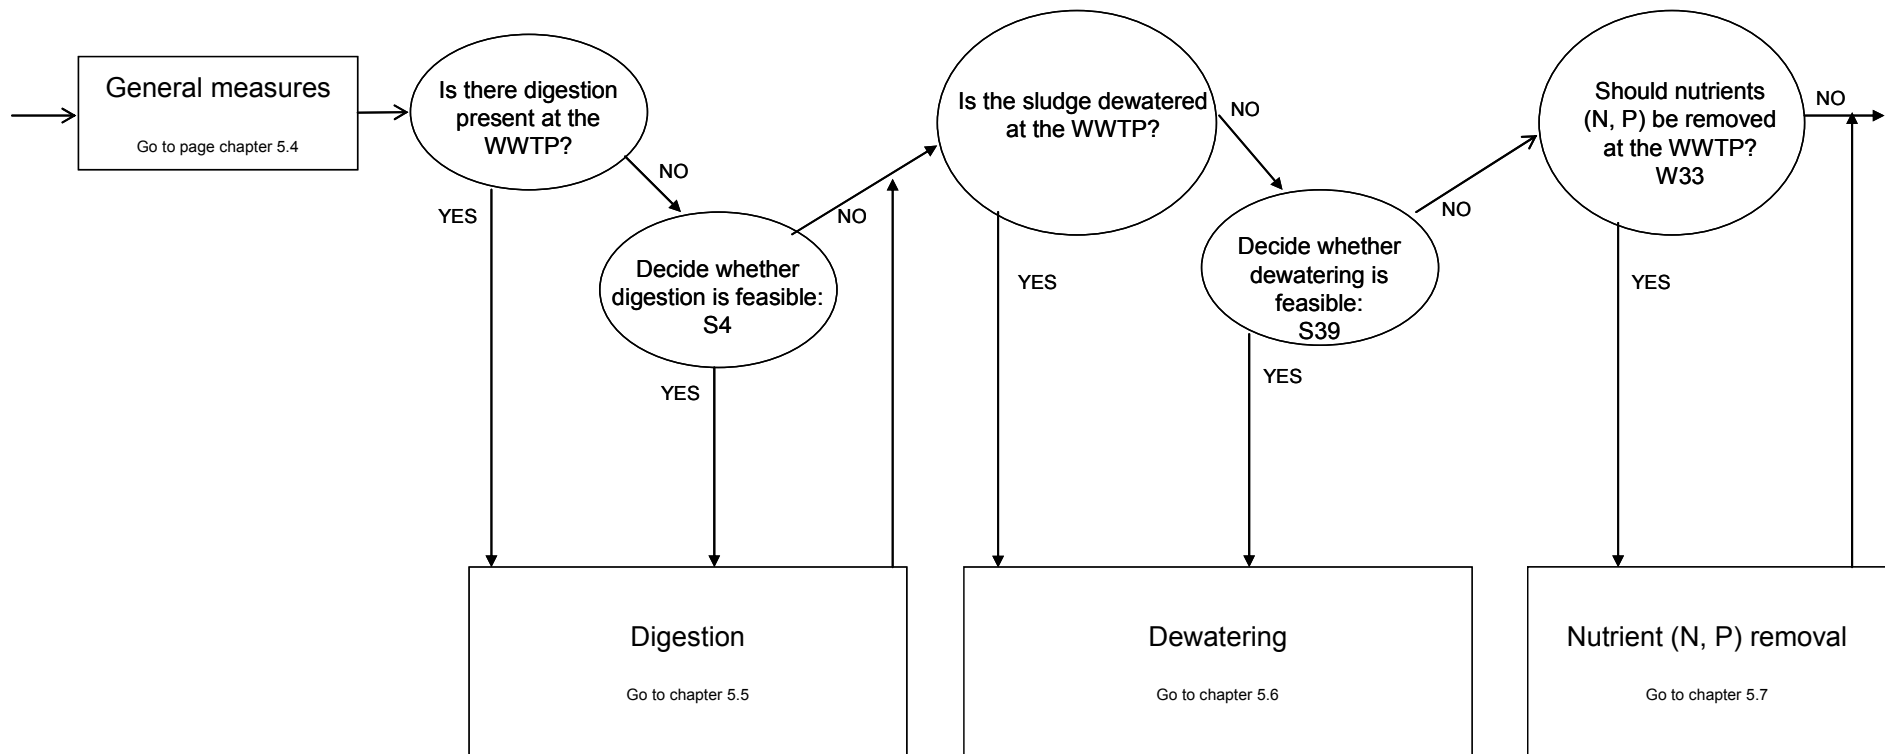 General measures
Go to page chapter 5.4
Is there digestion
present at the
WWTP?
NO
YES
Decide whether
digestion is feasible:
S4
NO
YES
Is the sludge dewatered
at the WWTP?
NO
YES
Decide whether
dewatering is
feasible:
S39
NO
YES
Should nutrients
(N, P) be removed
at the WWTP?
W33
NO
YES
Digestion
Go to chapter 5.5
Dewatering
Go to chapter 5.6
Nutrient (N, P) removal
Go to chapter 5.7